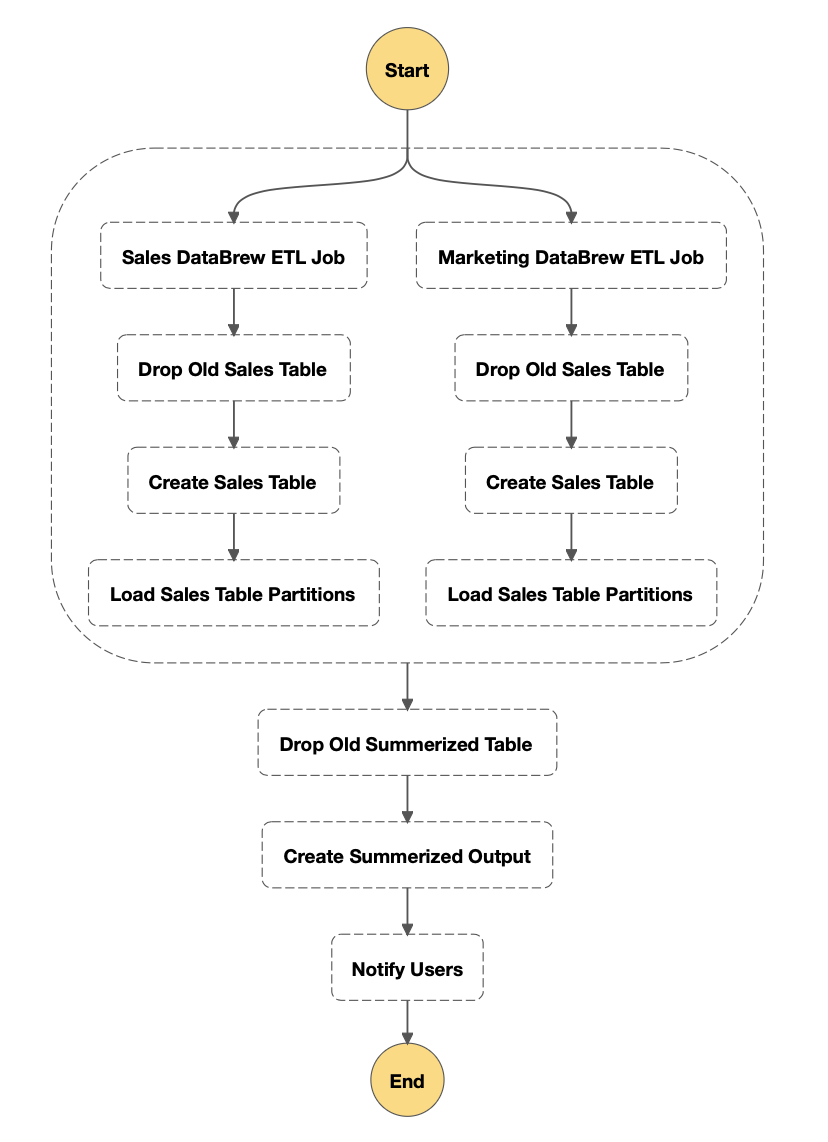 Start
Sales DataBrew ETL Job
Marketing DataBrew ETL Job
Drop Old Sales Table
Drop Old Sales Table
Create Sales Table
Create Sales Table
Load Sales Table Partitions
Load Sales Table Partitions
Drop Old Summerized Table
Create Summerized Output
Notify Users
End